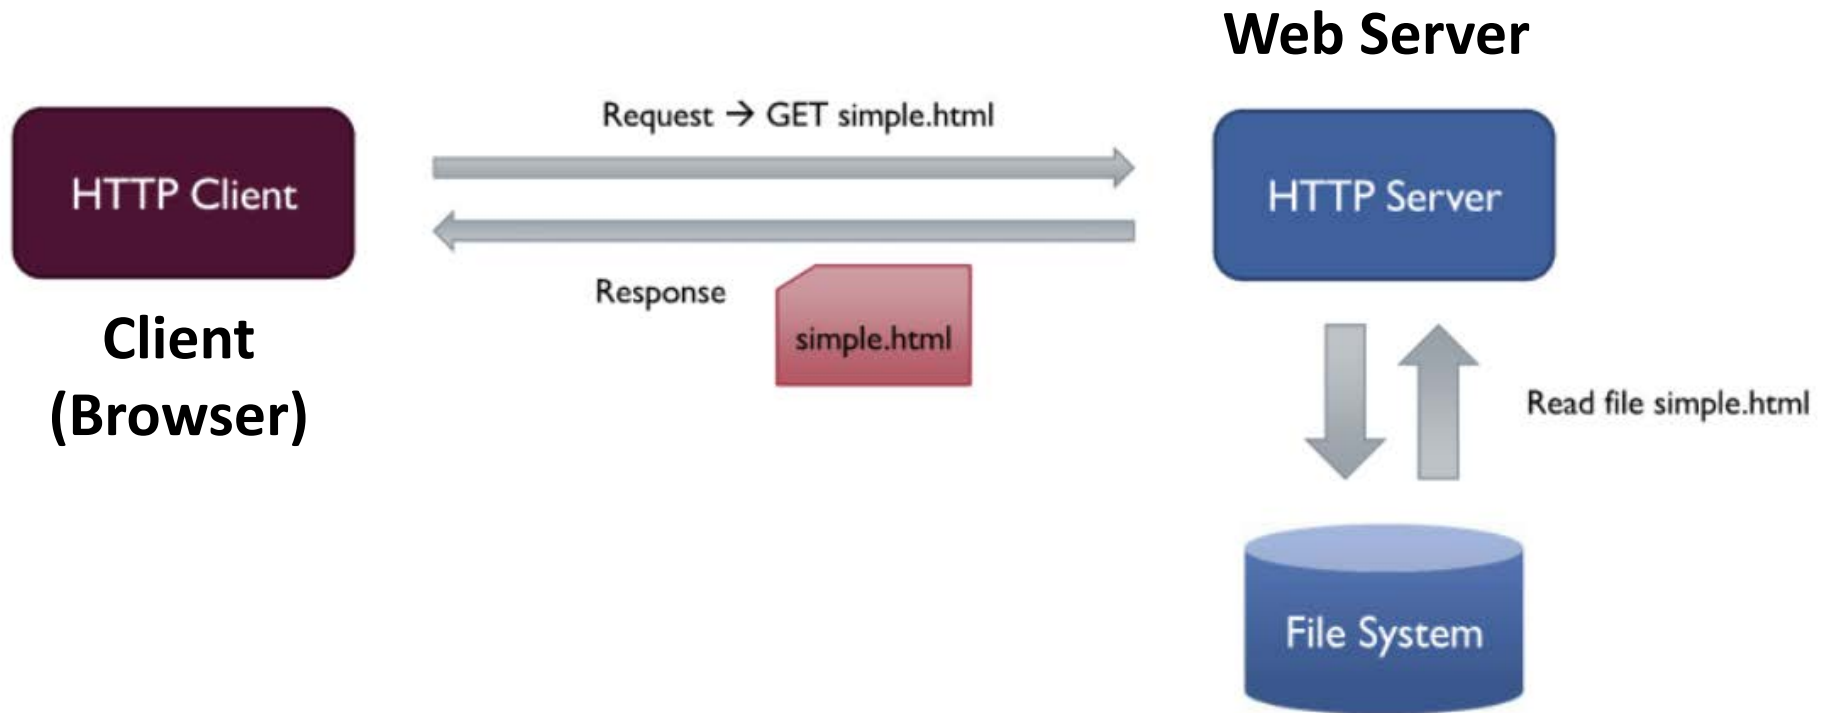 Web Server
Request → GET simple.html
HTTP Client
HTTP Server
Response
simple.html
Client
(Browser)
Read file simple.html
File System